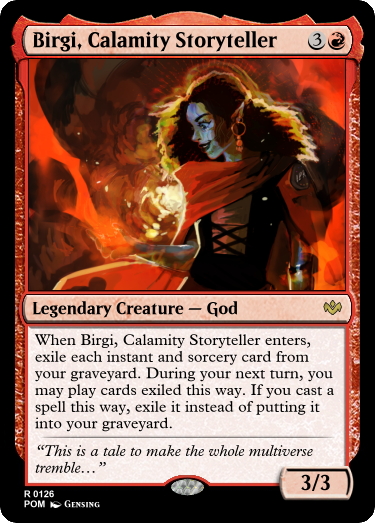 Birgi, Calamity Storyteller 3
Legendary Creature — God
When Birgi, Calamity Storyteller enters,
exile each instant and sorcery card from
your graveyard. During your next turn, you
may play cards exiled this way. If you cast a
spell this way, exile it instead of putting it
into your graveyard.
“This is a tale to make the whole multiverse
tremble…”
3/3
R 0126
POM Gensing